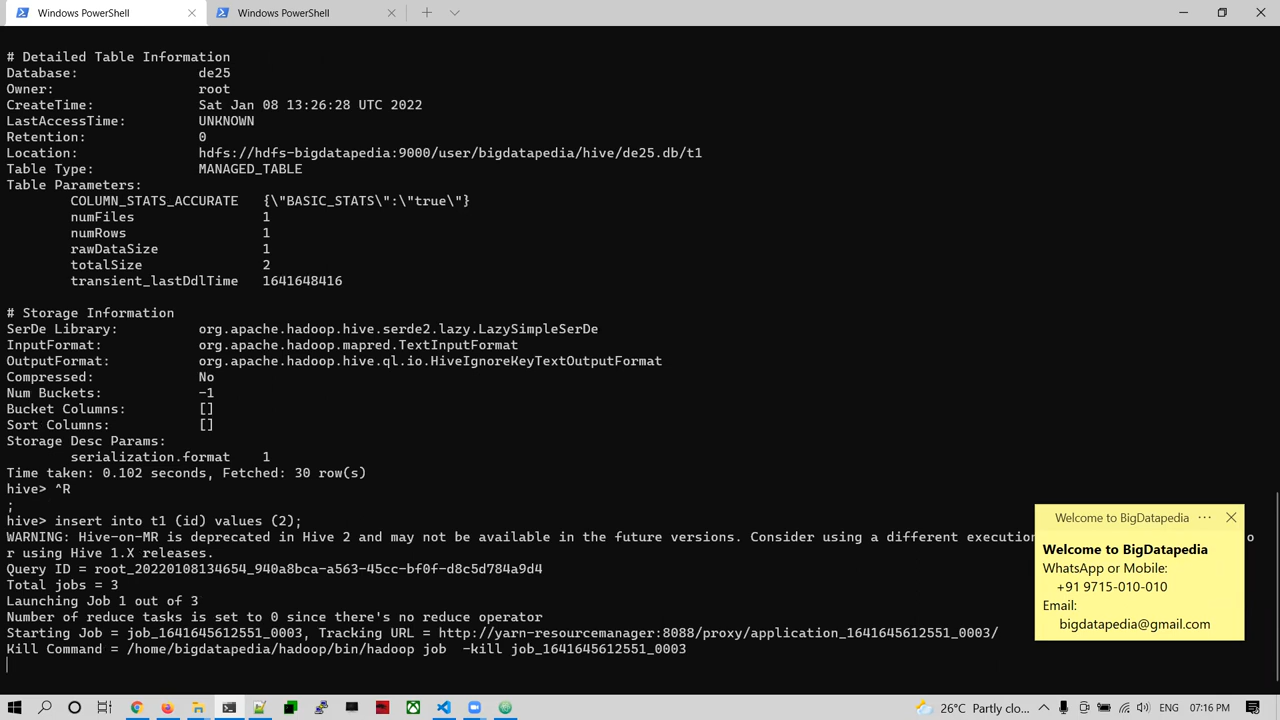 Windows PowerShell
Windows PowerShell
# Detailed Table Information
Database: de25
Owner: root
CreateTime: Sat Jan 08 13:26:28 UTC 2022
LastAccessTime: UNKNOWN
Retention: 0
Location: hdfs://hdfs-bigdatapedia:9000/user/bigdatapedia/hive/de25.db/t1
Table Type: MANAGED_TABLE
Table Parameters:
COLUMN_STATS_ACCURATE {\"BASIC_STATS\":\"true\"}
numFiles 1
numRows 1
rawDataSize 1
totalSize 2
transient_lastDdlTime 1641648416
# Storage Information
SerDe Library: org.apache.hadoop.hive.serde2.lazy.LazySimpleSerDe
InputFormat: org.apache.hadoop.mapred.TextInputFormat
OutputFormat: org.apache.hadoop.hive.ql.io.HiveIgnoreKeyTextOutputFormat
Compressed: No
Num Buckets: -1
Bucket Columns: []
Sort Columns: []
Storage Desc Params:
serialization.format 1
Time taken: 0.102 seconds, Fetched: 30 row(s)
hive> ^R
;
hive> insert into t1 (id) values (2);
WARNING: Hive-on-MR is deprecated in Hive 2 and may not be available in the future versions. Consider using a different execution o
r using Hive 1.X releases.
Query ID = root_20220108134654_940a8bca-a563-45cc-bf0f-d8c5d784a9d4
Total jobs = 3
Launching Job 1 out of 3
Number of reduce tasks is set to 0 since there's no reduce operator
Starting Job = job_1641645612551_0003, Tracking URL = http://yarn-resourcemanager:8088/proxy/application_1641645612551_0003/
Kill Command = /home/bigdatapedia/hadoop/bin/hadoop job -kill job_1641645612551_0003
Welcome to BigDatapedia
Welcome to BigDatapedia
WhatsApp or Mobile:
+91 9715-010-010
Email:
bigdatapedia@gmail.com
26°C Partly clo... ENG 07:16 PM